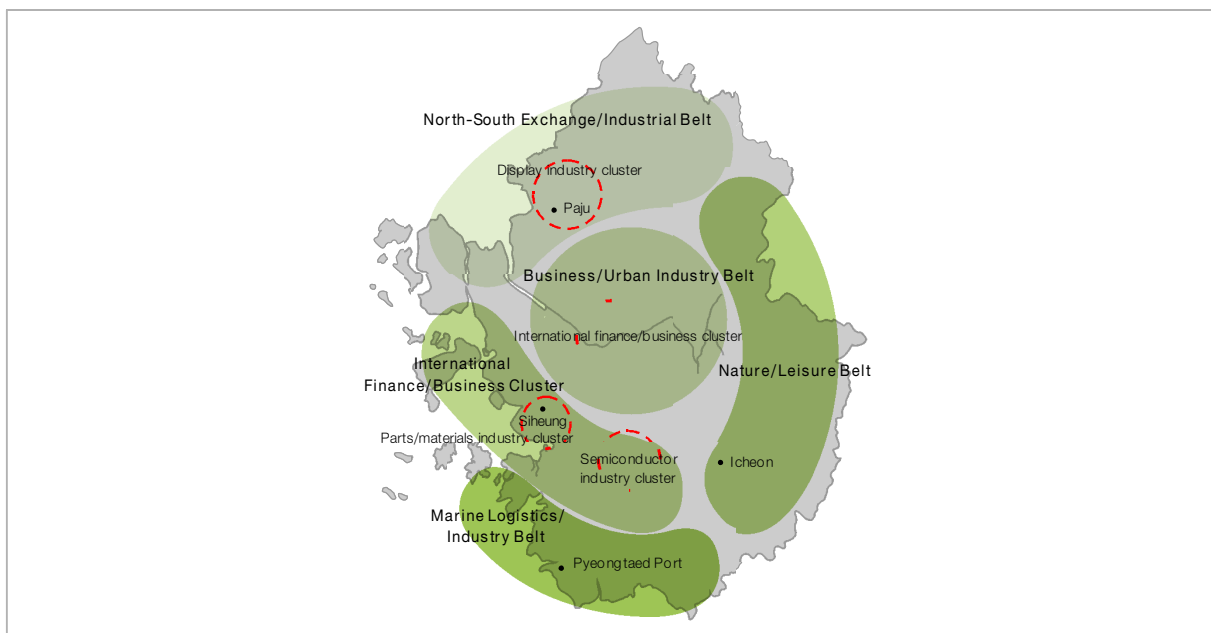 North-South Exchange/Industrial Belt
Display industry cluster
Paju
Business/Urban Industry Belt
International finance/business cluster
International
Finance/Business Cluster
Nature/Leisure Belt
Siheung
Parts/materials industry cluster
Semiconductor
industry cluster
Icheon
Marine Logistics/
Industry Belt
Pyeongtaed Port